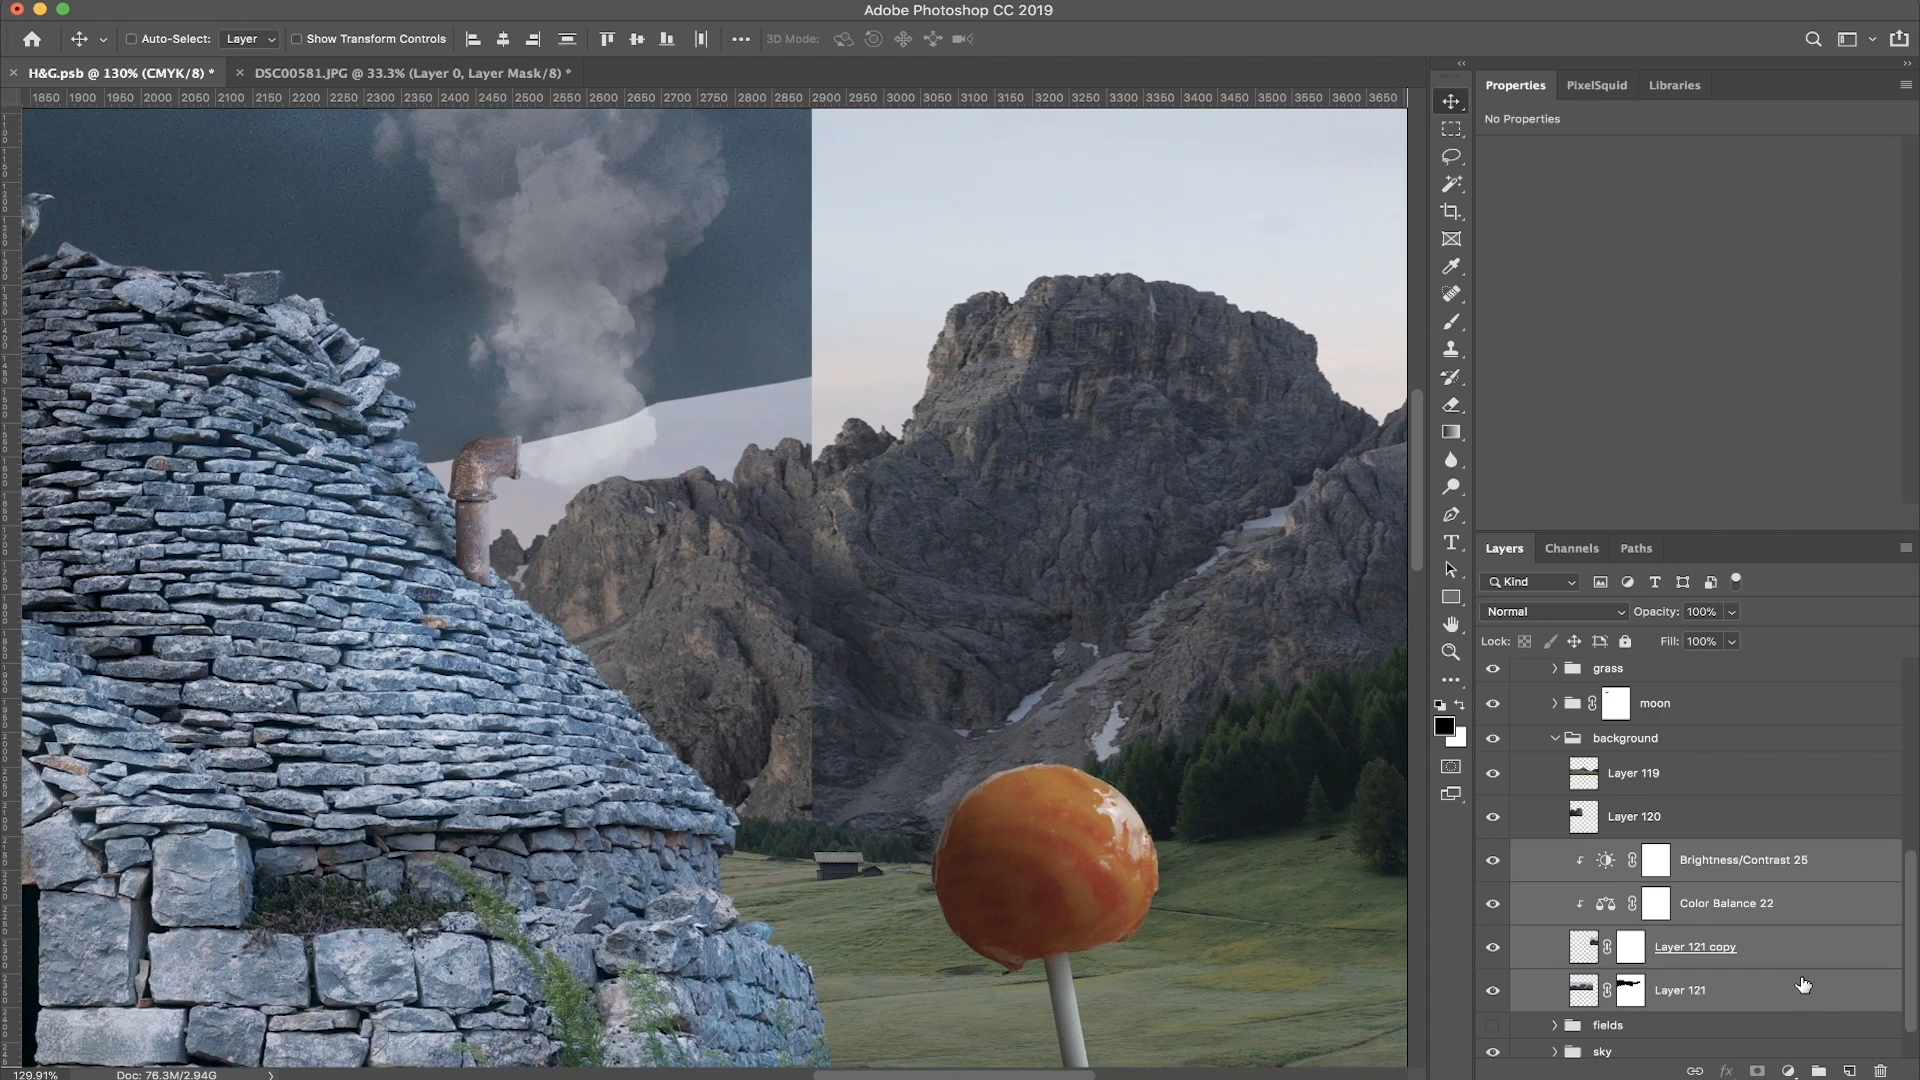 Adobe Photoshop CC 2019
Auto-Select: Layer Show Transform Controls 3D Mode:
H&G.psb @ 130% (CMYK/8) * DSC00581.JPG @ 33.3% (Layer 0, Layer Mask/8) *
Properties PixelSquid Libraries
1850 1900 1950 2000 2050 2100 2150 2200 2250 2300 2350 2400 2450 2500 2550 2600 2650 2700 2750 2800 2850 2900 2950 3000 3050 3100 3150 3200 3250 3300 3350 3400 3450 3500 3550 3600 3650
No Properties
Layers Channels Paths
Kind
Normal Opacity: 100%
Lock: Fill: 100%
grass
moon
background
Layer 119
Layer 120
Brightness/Contrast 25
Color Balance 22
Layer 121 copy
Layer 121
fields
sky
129.91% Doc: 76.3M/2.94G